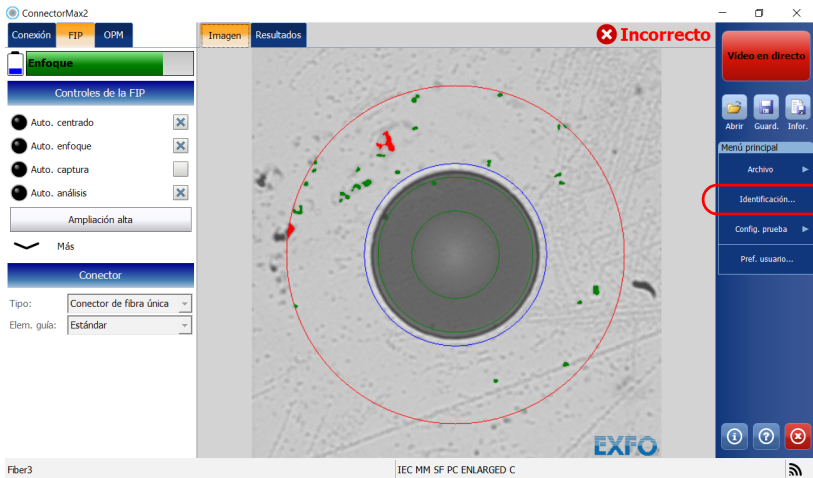 ConnectorMax2
Conexión FIP OPM
Enfoque
Controles de la FIP
Auto. centrado
Auto. enfoque
Auto. captura
Auto. análisis
Ampliación alta
Más
Conector
Tipo: Conector de fibra única
Elem. guía: Estándar
Imagen Resultados
Incorrecto
EXFO
Vídeo en directo
Abrir Guard. Infor.
Menú principal
Archivo
Identificación...
Config. prueba
Pref. usuario...
Fiber3
IEC MM SF PC ENLARGED C